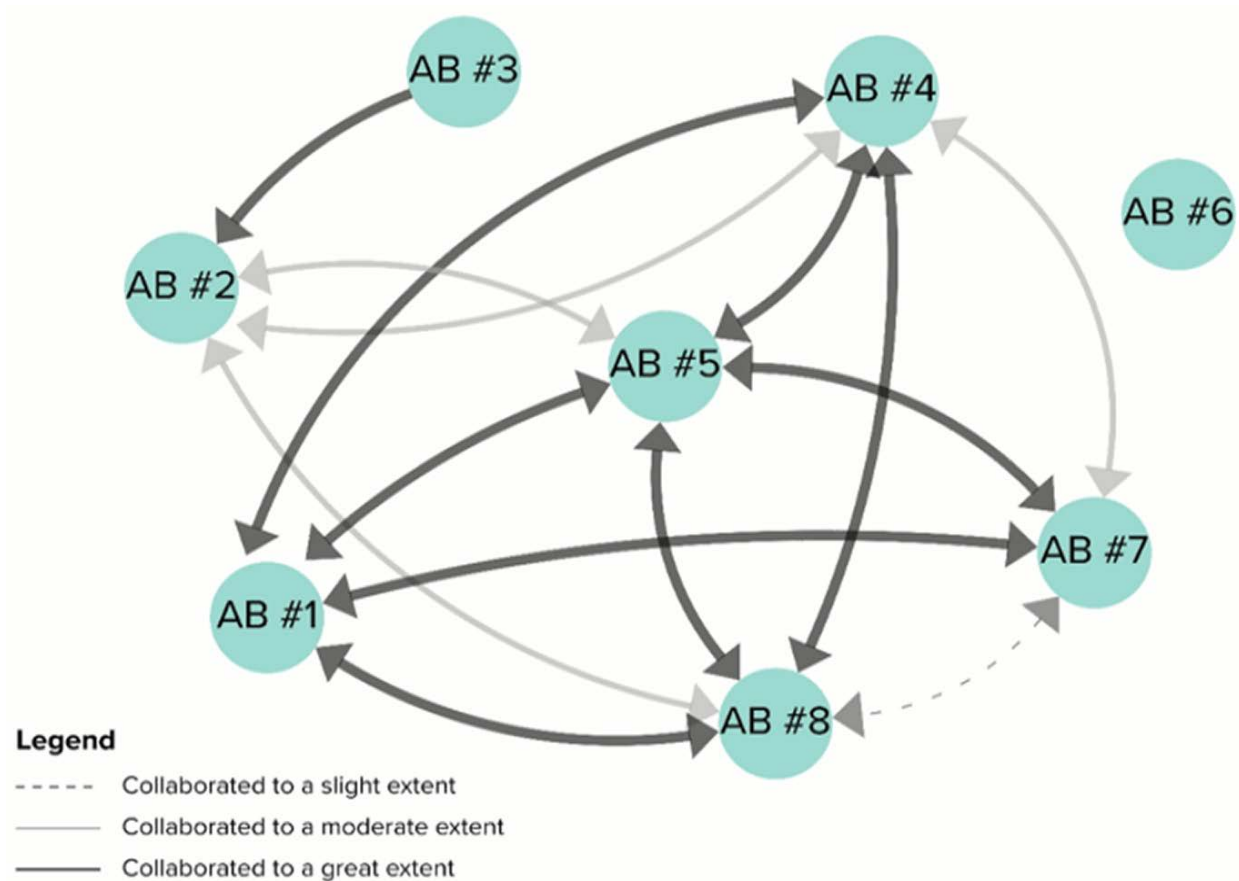 AB #3
AB #4
AB #6
AB #2
AB #5
AB #7
AB #1
AB #8
Legend
Collaborated to a slight extent
Collaborated to a moderate extent
Collaborated to a great extent